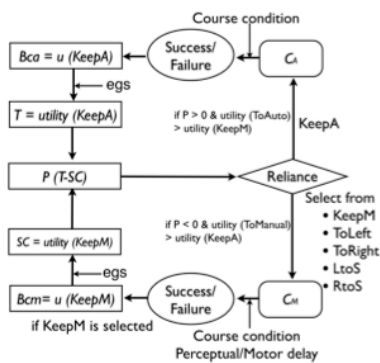 Course condition
Bca = u (KeepA)
Success/
Failure
CA
egs
T = utility (KeepA)
if P > 0 & utility (ToAuto)
> utility (KeepM)
KeepA
P (T-SC)
Reliance
Select from
• KeepM
• ToLeft
• ToRight
• LtoS
• RtoS
if P < 0 & utility (ToManual)
> utility (KeepA)
SC = utility (KeepM)
egs
Bcm= u (KeepM)
Success/
Failure
CM
if KeepM is selected
Course condition
Perceptual/Motor delay